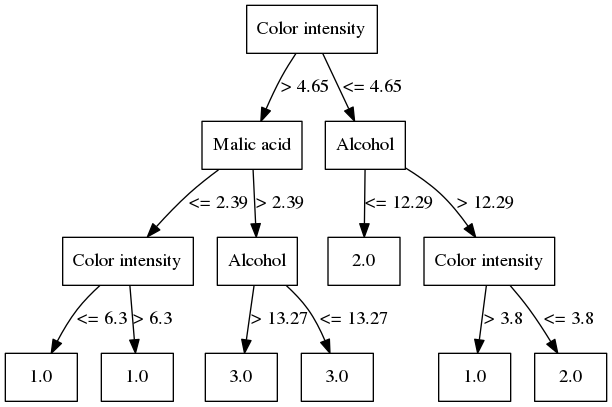 Color intensity
> 4.65 <= 4.65
Malic acid Alcohol
<= 2.39 > 2.39 <= 12.29 > 12.29
Color intensity Alcohol 2.0 Color intensity
<= 6.3 > 6.3 > 13.27 <= 13.27 > 3.8 <= 3.8
1.0 1.0 3.0 3.0 1.0 2.0